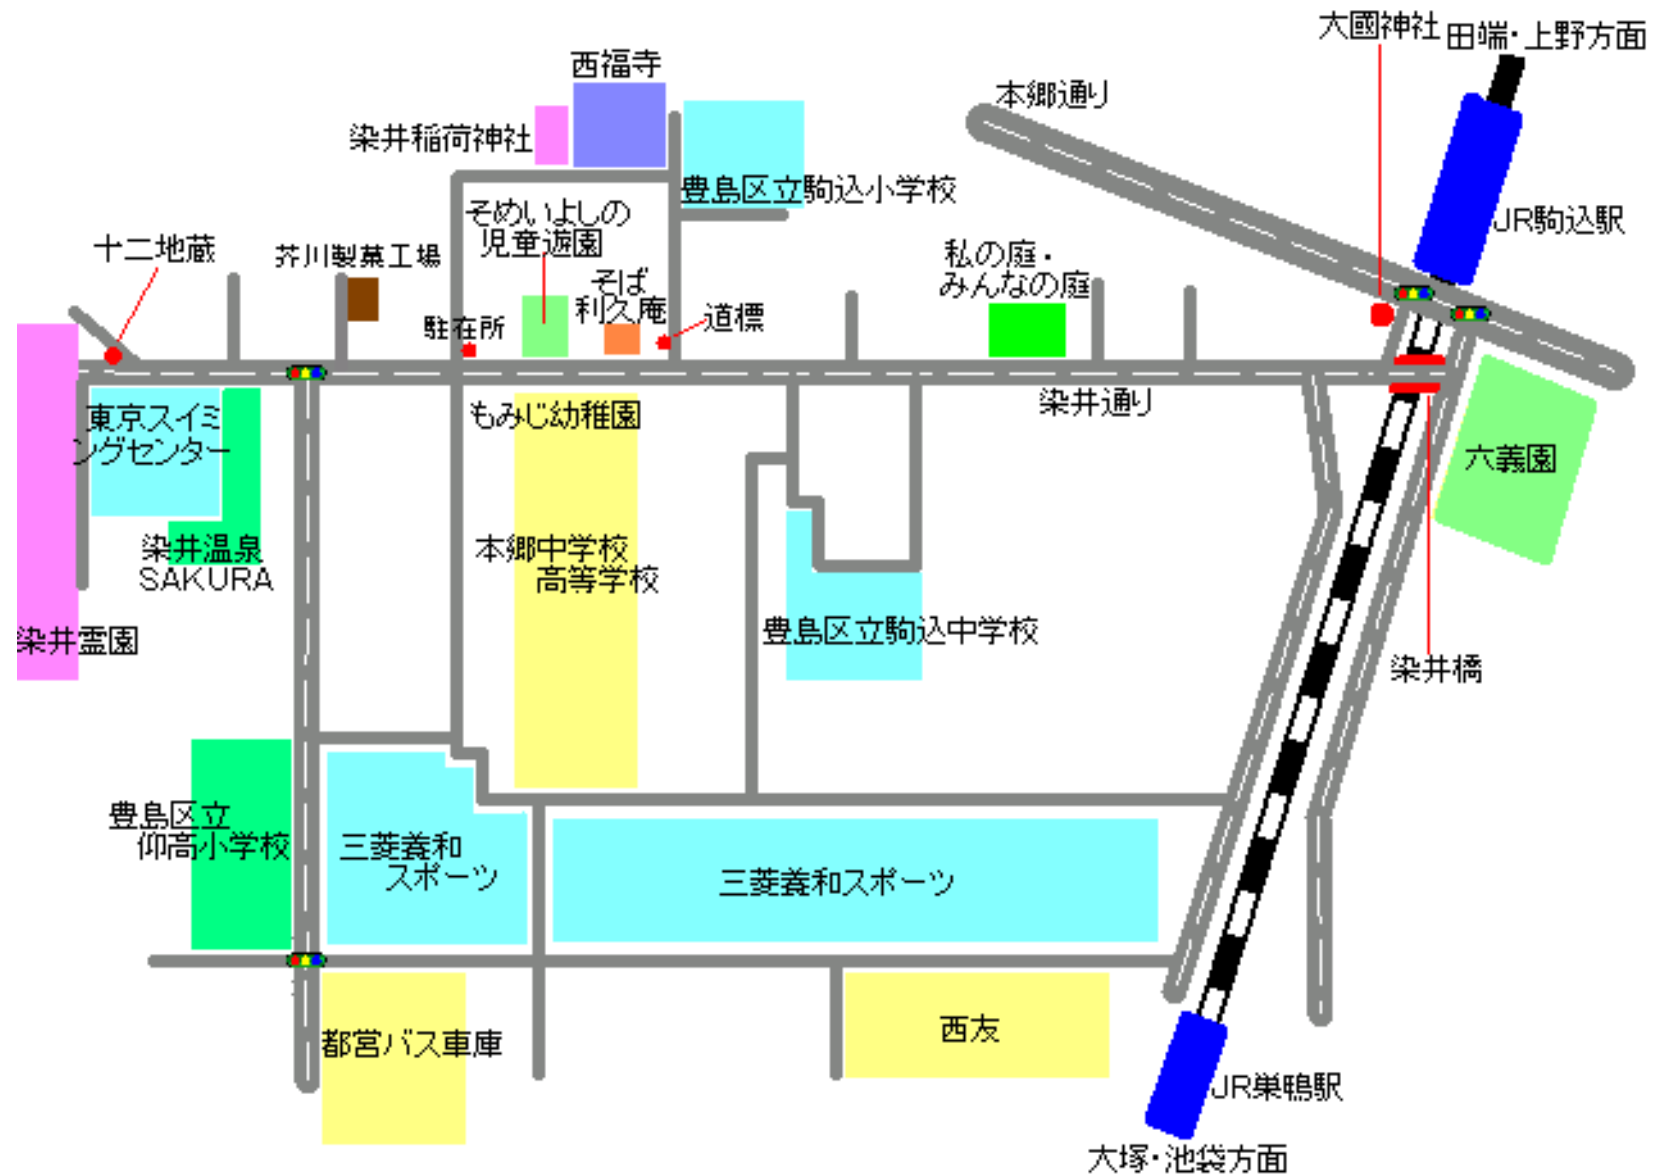 大國神社
田端・上野方面
西福寺
本郷通り
染井稲荷神社
豊島区立駒込小学校
JR駒込駅
そめいよしの
児童遊園
十二地蔵
芥川製菓工場
私の庭・
みんなの庭
そば
利久庵
駐在所
道標
東京スイミ
ングセンター
もみじ幼稚園
染井通り
六義園
染井温泉
SAKURA
本郷中学校
高等学校
染井霊園
豊島区立駒込中学校
染井橋
豊島区立
仰高小学校
三菱養和
スポーツ
三菱養和スポーツ
都営バス車庫
西友
JR巣鴨駅
大塚・池袋方面